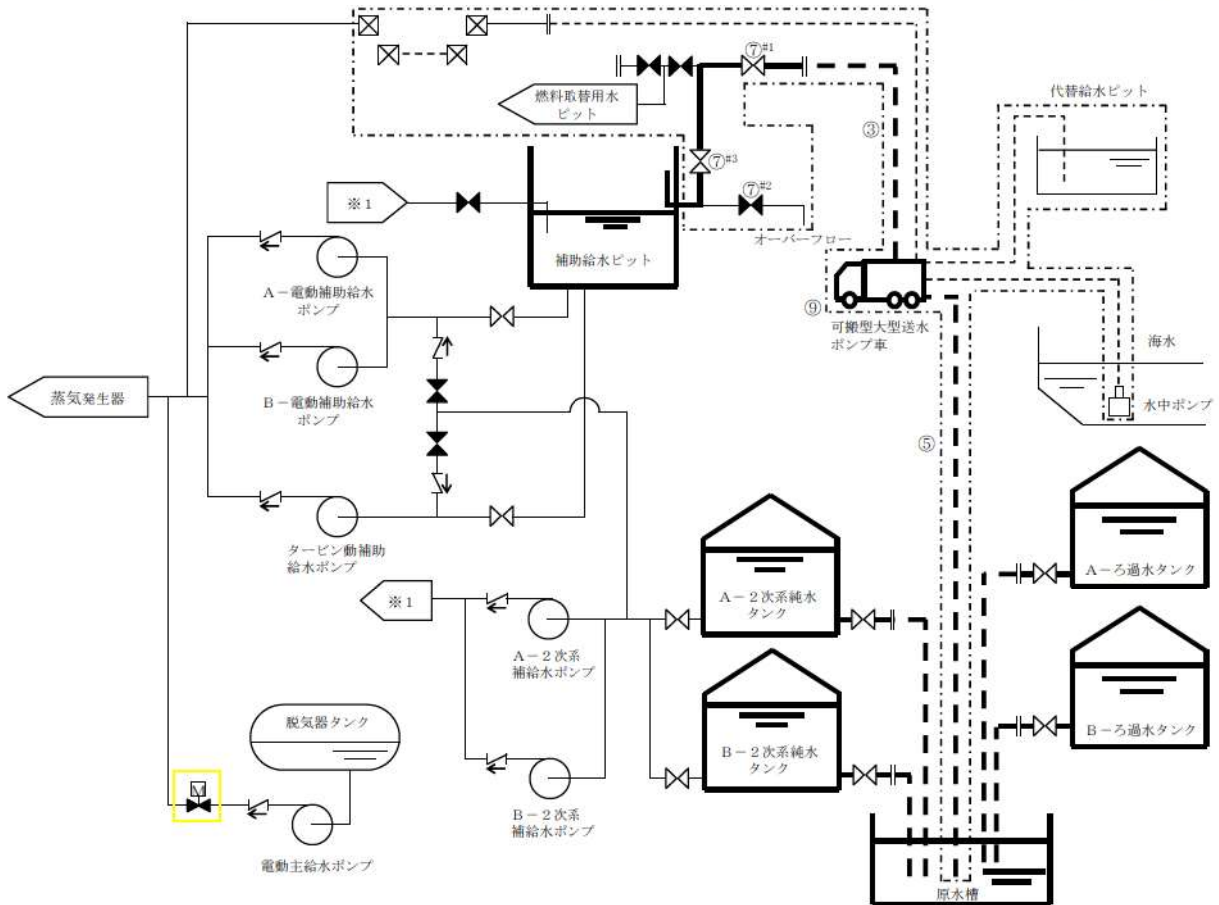 ⑦#1
燃料取替用水
ピット
代替給水ピット
③
⑦#3
⑦#2
※1
オーバーフロー
補助給水ピット
A－電動補助給水
ポンプ
⑨
可搬型大型送水
ポンプ車
海水
水中ポンプ
蒸気発生器
B－電動補助給水
ポンプ
⑤
タービン動補助
給水ポンプ
A－ろ過水タンク
※1
A－2次系純水
タンク
A－2次系
補給水ポンプ
B－ろ過水タンク
脱気器タンク
B－2次系純水
タンク
M
B－2次系
補給水ポンプ
電動主給水ポンプ
原水槽